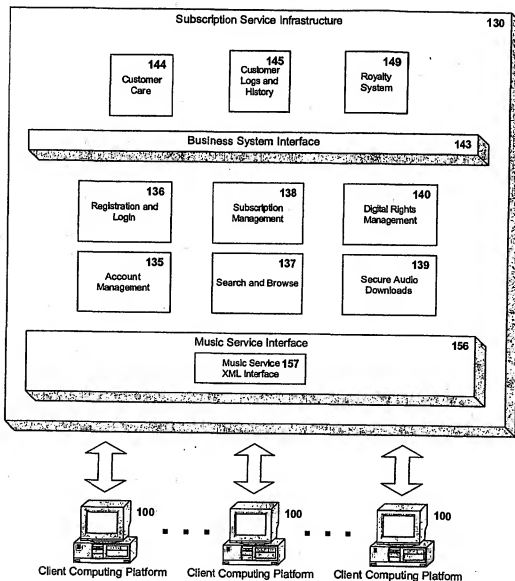 Subscription Service Infrastructure 130
144 145 149
Customer Care
Customer Logs and History
Royalty System
Business System Interface 143
136 138 140
Registration and Login
Subscription Management
Digital Rights Management
135 137 139
Account Management
Search and Browse
Secure Audio Downloads
Music Service Interface 156
Music Service 157
XML Interface
100 100 100
Client Computing Platform Client Computing Platform Client Computing Platform